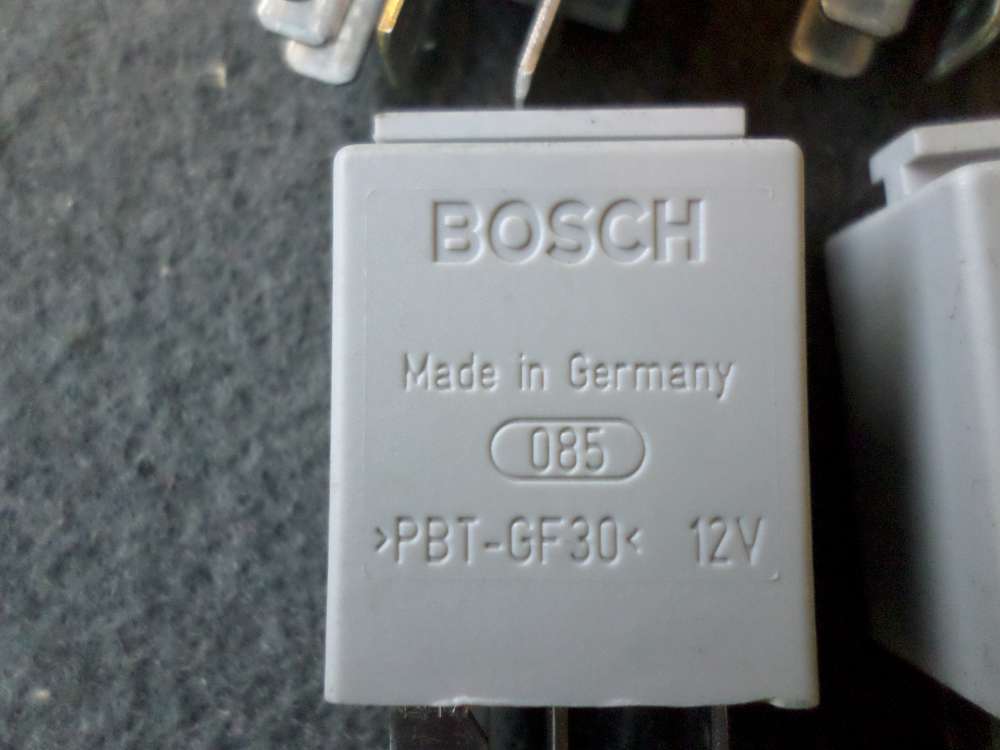 BOSCH
Made in Germany
085
>PBT-GF30< 12V